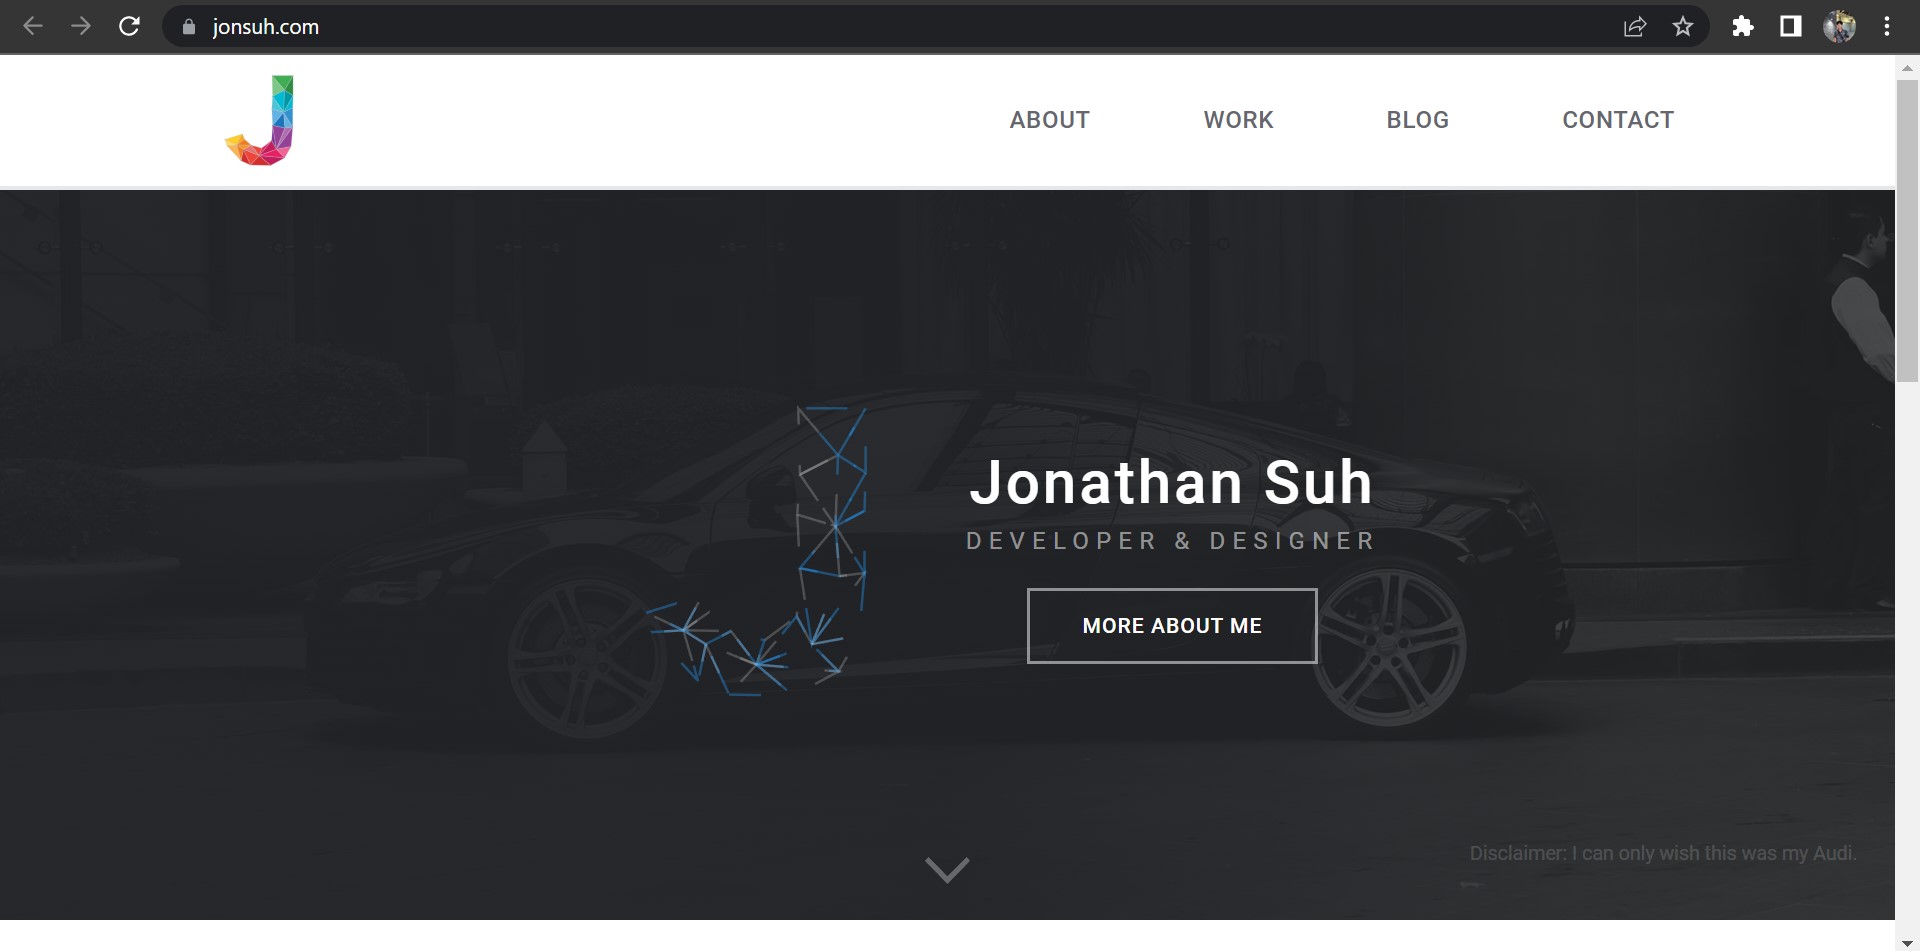 jonsuh.com
ABOUT WORK BLOG CONTACT
Jonathan Suh
DEVELOPER & DESIGNER
MORE ABOUT ME
Disclaimer: I can only wish this was my Audi.